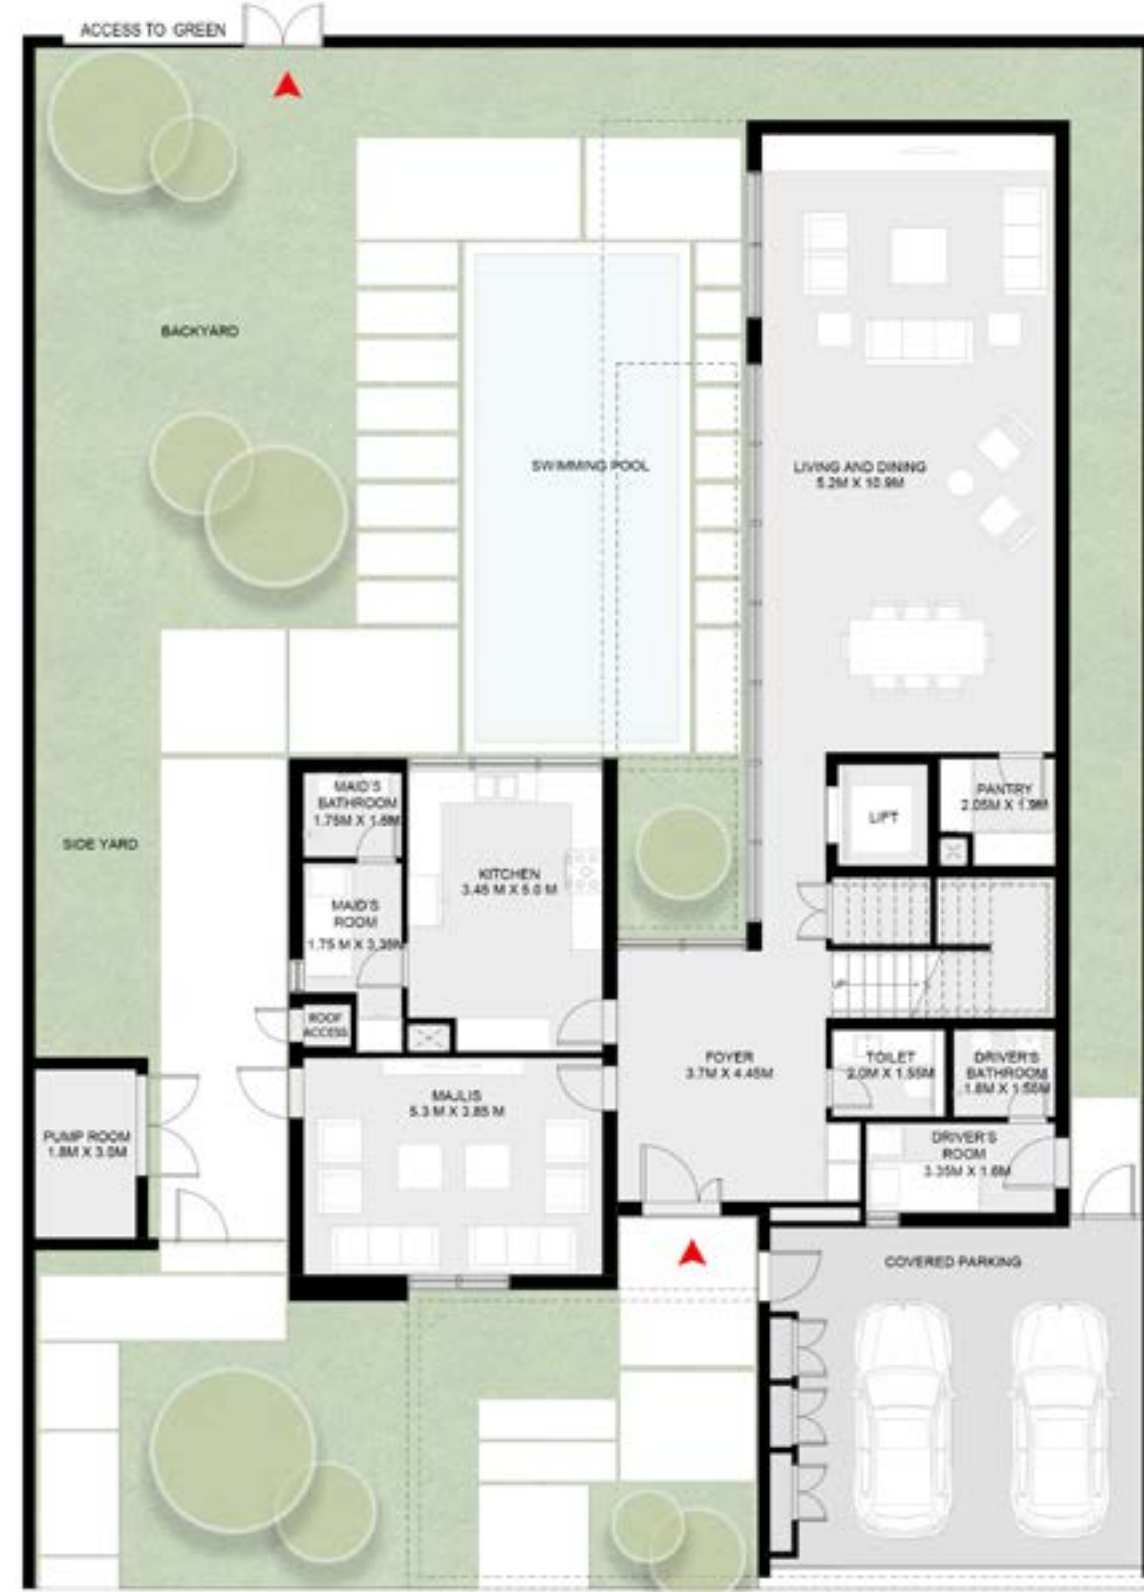 ACCESS TO GREEN
BACKYARD
SWIMMING POOL
LIVING AND DINING
5.2M X 10.9M
SIDE YARD
MAID'S
BATHROOM
1.75M X 1.6M
KITCHEN
3.45 M X 5.0 M
LIFT
PANTRY
2.05M X 1.9M
MAID'S
ROOM
1.75 M X 3.35M
ROOF
ACCESS
FOYER
3.7M X 4.45M
TOILET
2.0M X 1.55M
DRIVER'S
BATHROOM
1.8M X 1.55M
MAJLIS
5.3 M X 3.85 M
PUMP ROOM
1.8M X 3.0M
DRIVER'S
ROOM
3.35M X 1.6M
COVERED PARKING